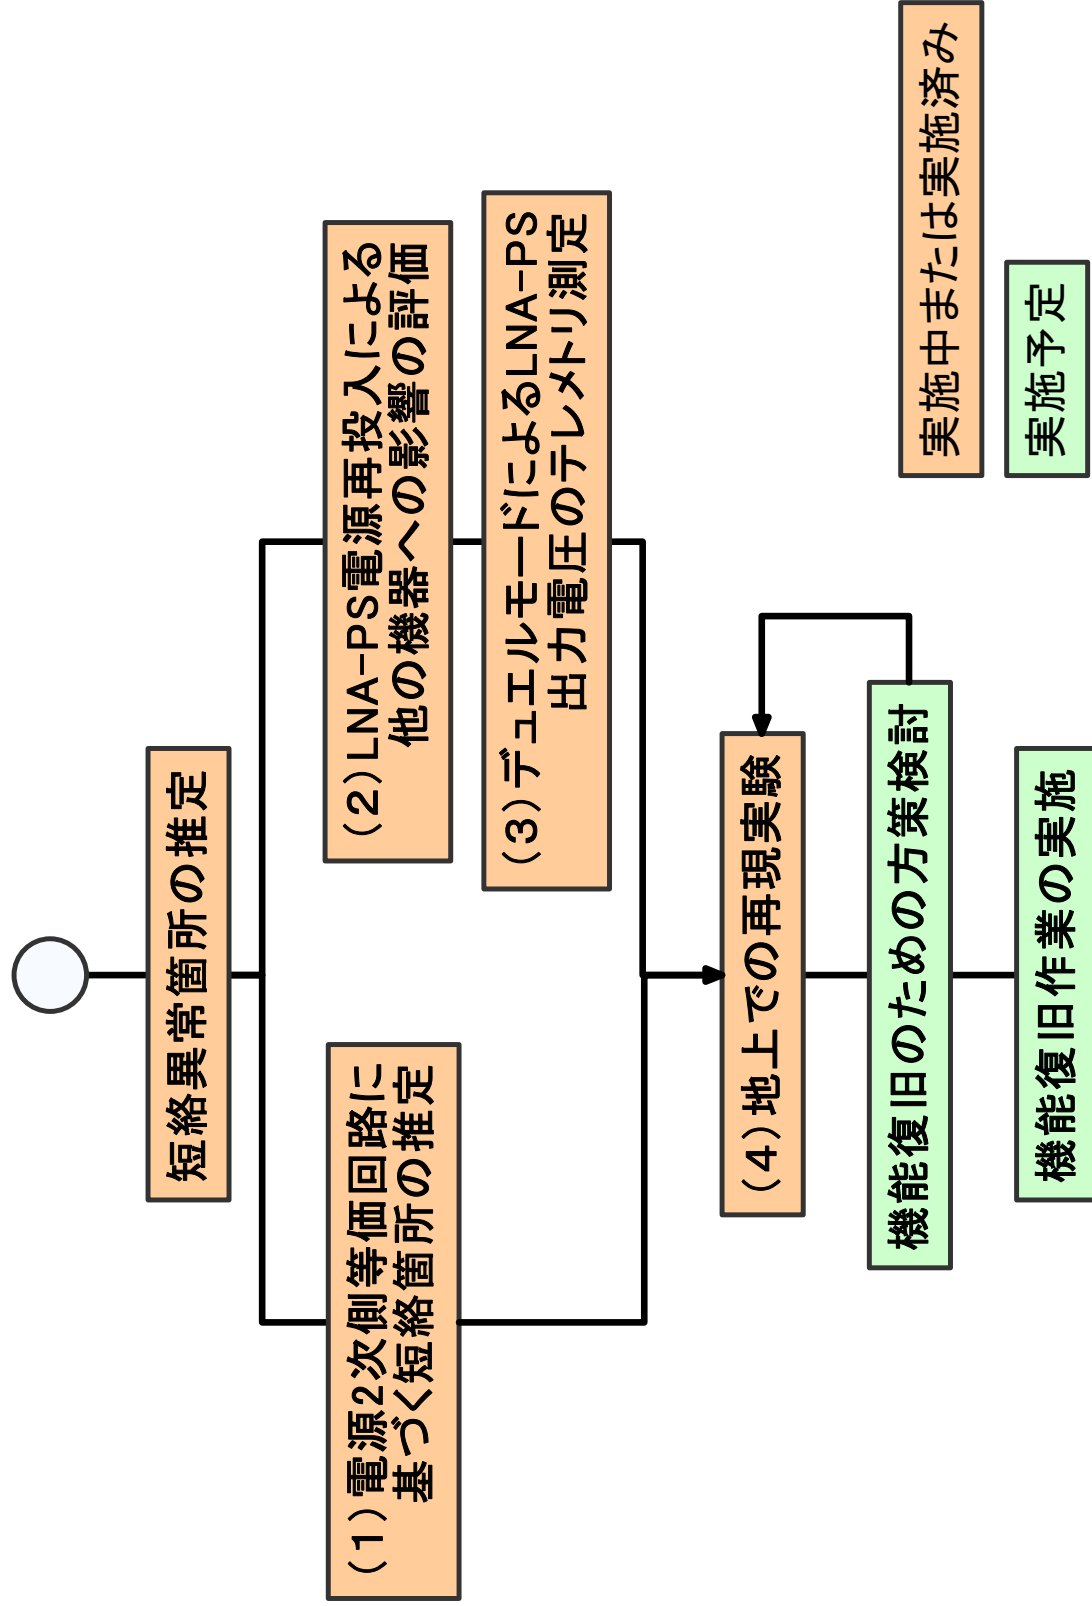 短絡異常箇所の推定
(1)電源2次側等価回路に
基づく短絡箇所の推定
(2)LNA-PS電源再投入による
他の機器への影響の評価
(3)デュエルモードによるLNA-PS
出力電圧のテレメトリ測定
(4)地上での再現実験
機能復旧のための方策検討
機能復旧作業の実施
実施中または実施済み
実施予定